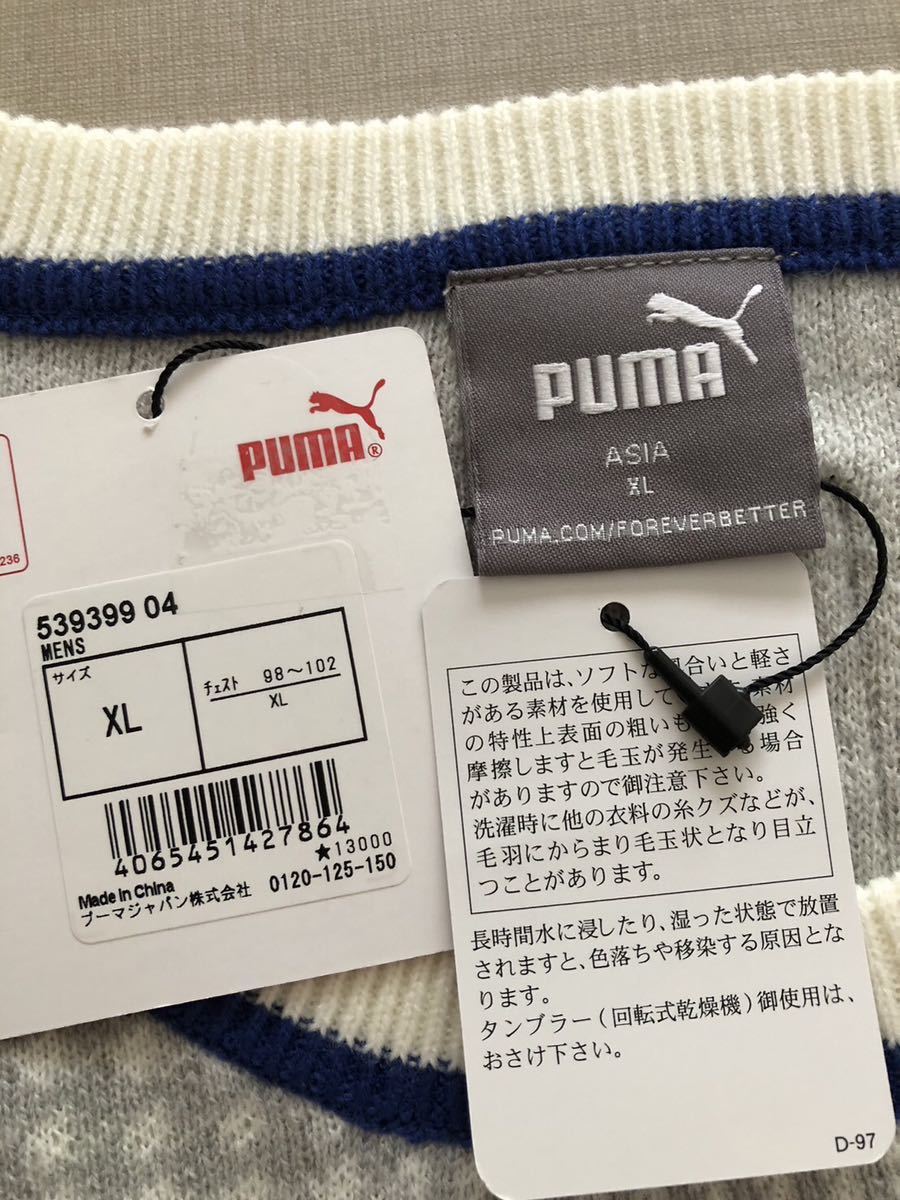 PUMA
ASIA
XL
PUMA.COM/FOREVERBETTER
PUMA®
236
539399 04
MENS
サイズ
XL
チェスト 98～102
XL
4065451427864
★13000
Made in China
プーマジャパン株式会社 0120-125-150
この製品は、ソフトな 合いと軽さ
がある素材を使用して 素材
の特性上表面の粗いも 強く
摩擦しますと毛玉が発生 る場合
がありますので御注意下さい。
洗濯時に他の衣料の糸クズなどが、
毛羽にからまり毛玉状となり目立
つことがあります。
長時間水に浸したり、湿った状態で放置
されますと、色落ちや移染する原因とな
ります。
タンブラー(回転式乾燥機)御使用は、
おさけ下さい。
D-97